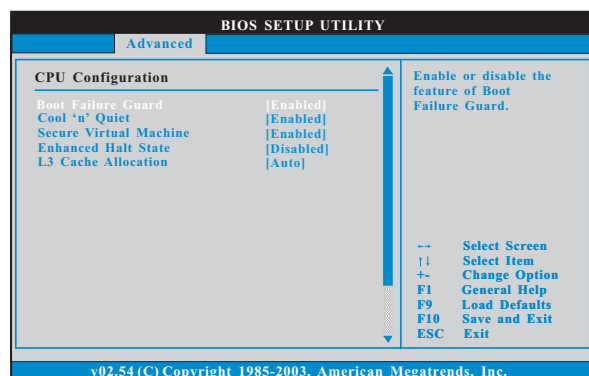 BIOS SETUP UTILITY
Advanced
CPU Configuration
Boot Failure Guard [Enabled]
Cool ‘n’ Quiet [Enabled]
Secure Virtual Machine [Enabled]
Enhanced Halt State [Disabled]
L3 Cache Allocation [Auto]
Enable or disable the
feature of Boot
Failure Guard.
←→ Select Screen
↑↓ Select Item
+- Change Option
F1 General Help
F9 Load Defaults
F10 Save and Exit
ESC Exit
v02.54 (C) Copyright 1985-2003, American Megatrends, Inc.